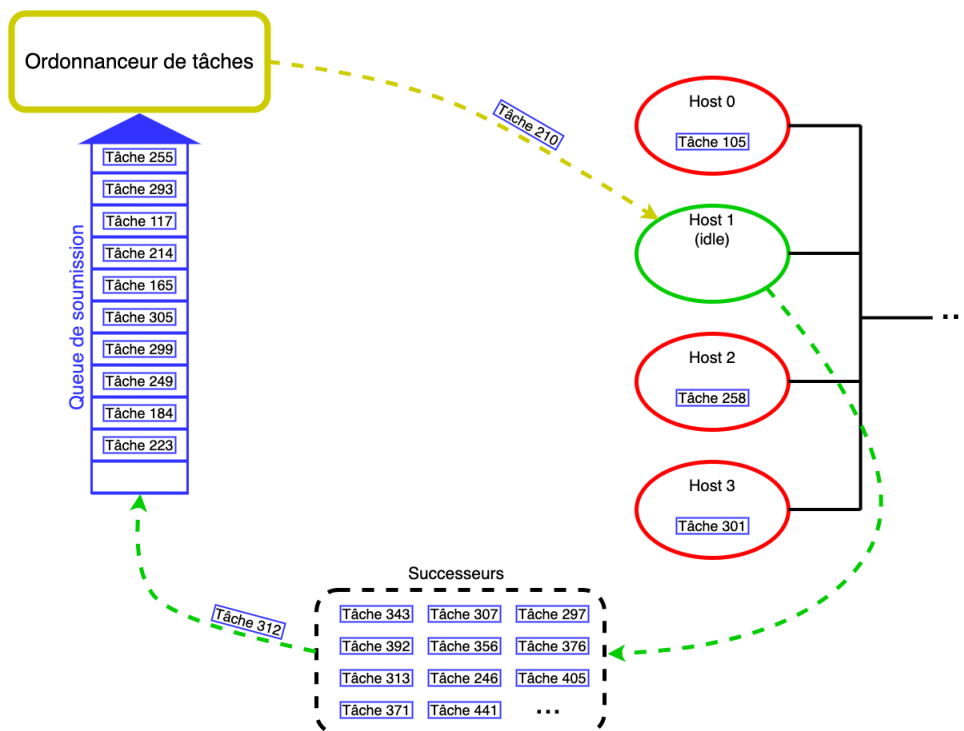 Ordonnanceur de tâches
Tâche 210
Host 0
Tâche 105
Host 1
(idle)
Host 2
Tâche 258
Host 3
Tâche 301
Queue de soumission
Tâche 255
Tâche 293
Tâche 117
Tâche 214
Tâche 165
Tâche 305
Tâche 299
Tâche 249
Tâche 184
Tâche 223
Tâche 312
Successeurs
Tâche 343 Tâche 307 Tâche 297
Tâche 392 Tâche 356 Tâche 376
Tâche 313 Tâche 246 Tâche 405
Tâche 371 Tâche 441 ...